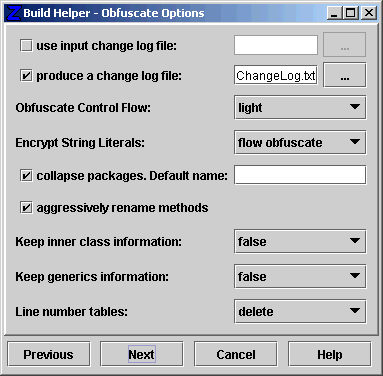 Build Helper - Obfuscate Options
use input change log file: ...
produce a change log file: ChangeLog.txt ...
Obfuscate Control Flow: light
Encrypt String Literals: flow obfuscate
collapse packages. Default name:
aggressively rename methods
Keep inner class information: false
Keep generics information: false
Line number tables: delete
Previous Next Cancel Help